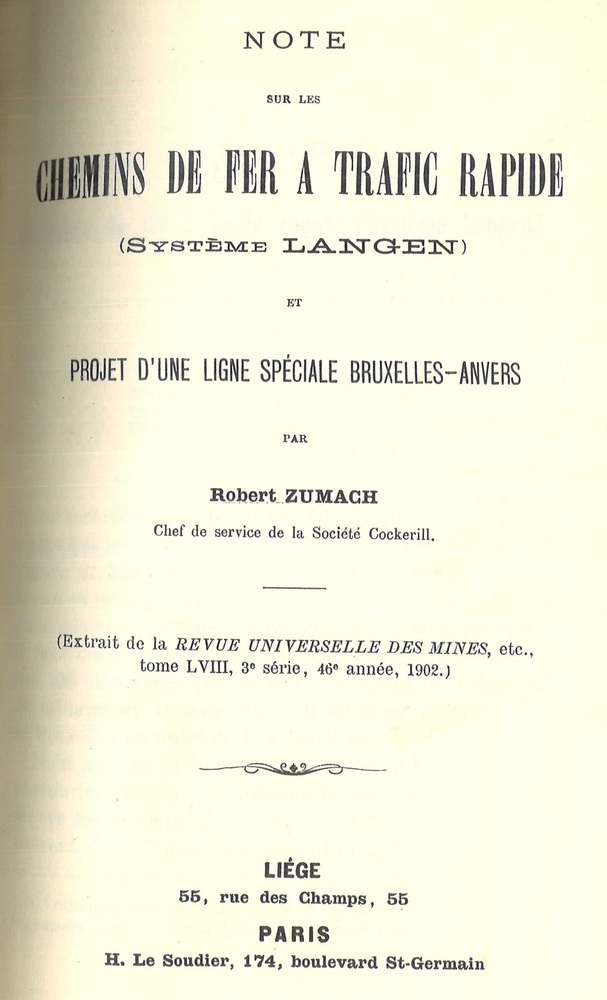 NOTE
SUR LES
CHEMINS DE FER A TRAFIC RAPIDE
(SYSTÈME LANGEN)
ET
PROJET D'UNE LIGNE SPÉCIALE BRUXELLES-ANVERS
PAR
Robert ZUMACH
Chef de service de la Société Cockerill.
(Extrait de la REVUE UNIVERSELLE DES MINES, etc.,
tome LVIII, 3e série, 46e année, 1902.)
LIÉGE
55, rue des Champs, 55
PARIS
H. Le Soudier, 174, boulevard St-Germain